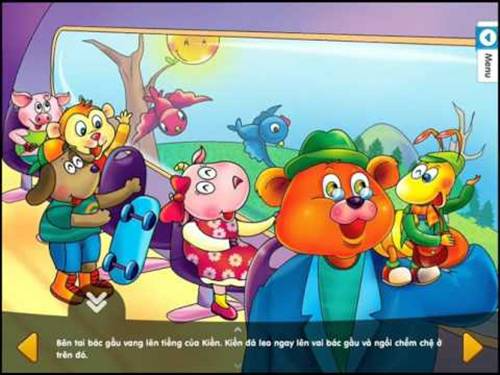 Menu
Bên tai bác gấu vang lên tiếng của Kiến. Kiến đã leo ngay lên vai bác gấu và ngồi chễm chệ ở
trên đó.